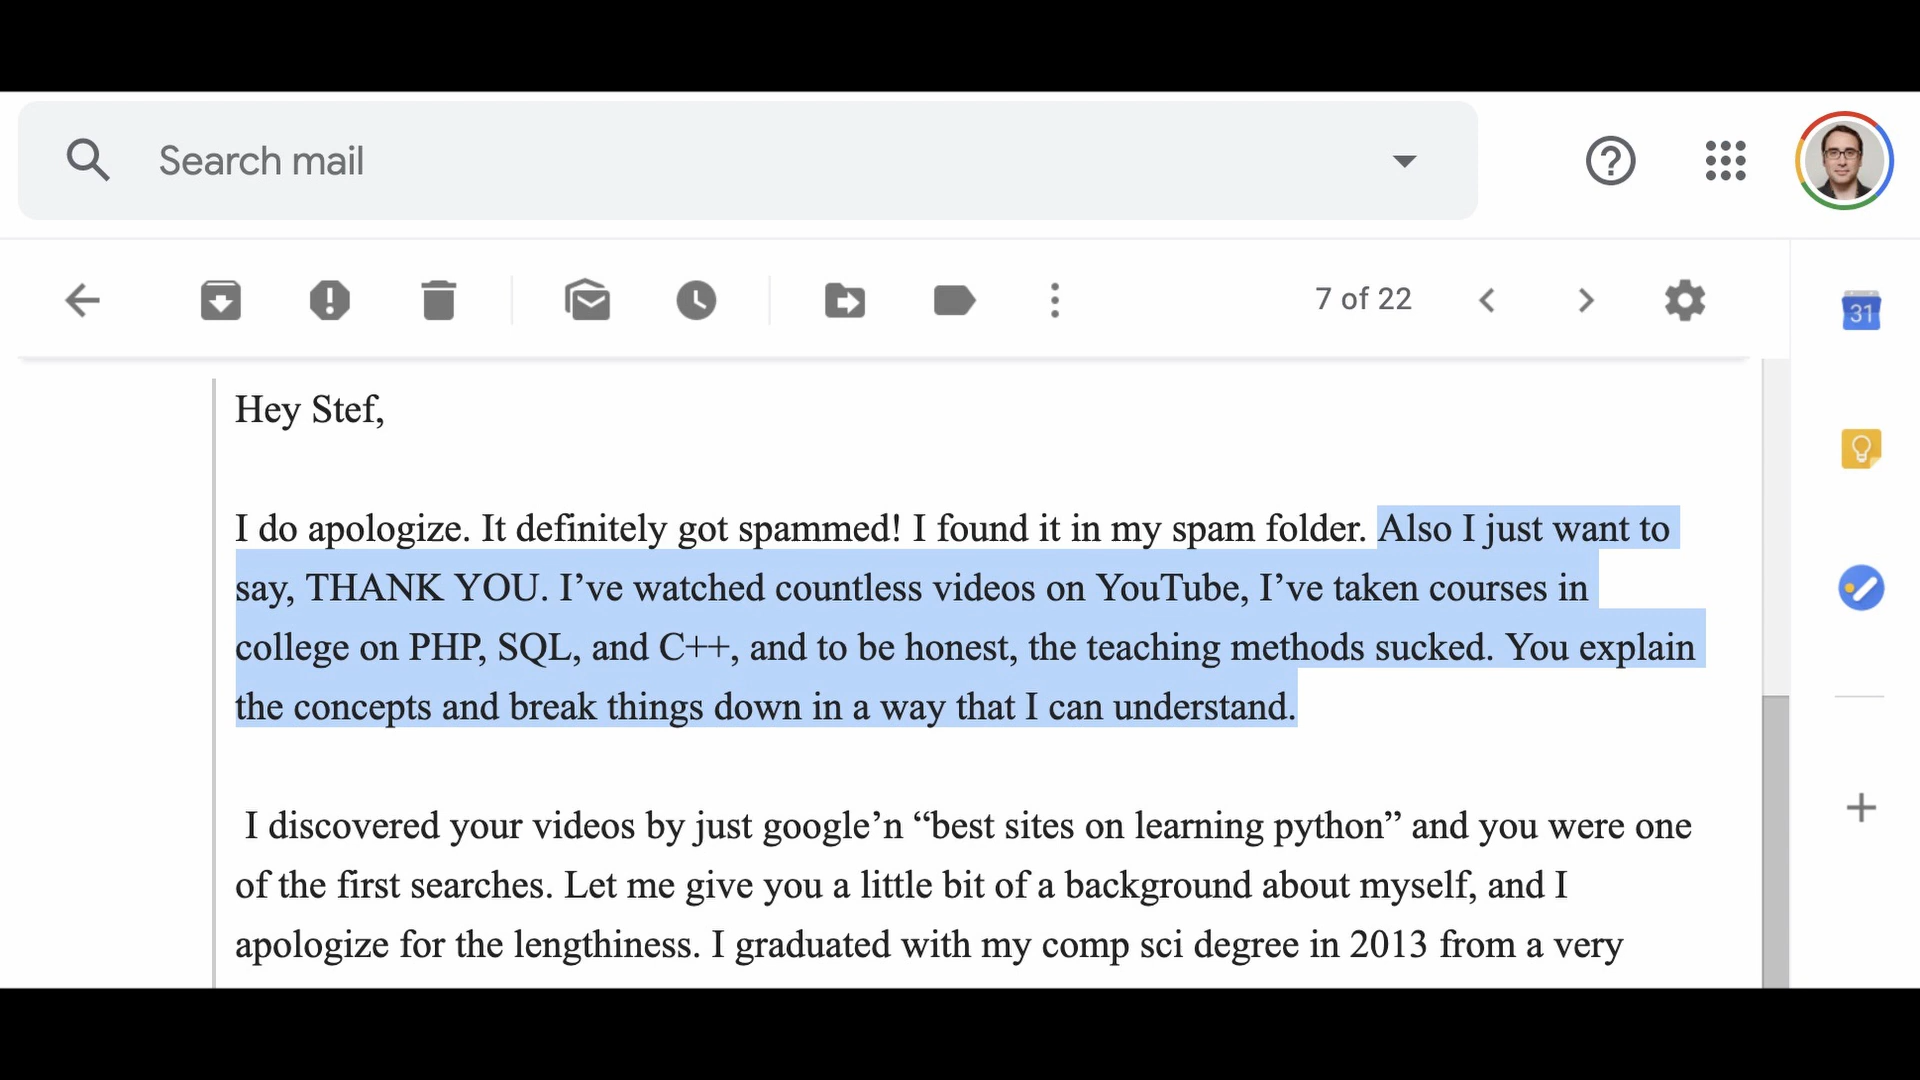 Search mail
7 of 22
31
Hey Stef,
I do apologize. It definitely got spammed! I found it in my spam folder. Also I just want to
say, THANK YOU. I’ve watched countless videos on YouTube, I’ve taken courses in
college on PHP, SQL, and C++, and to be honest, the teaching methods sucked. You explain
the concepts and break things down in a way that I can understand.
I discovered your videos by just google’n “best sites on learning python” and you were one
of the first searches. Let me give you a little bit of a background about myself, and I
apologize for the lengthiness. I graduated with my comp sci degree in 2013 from a very